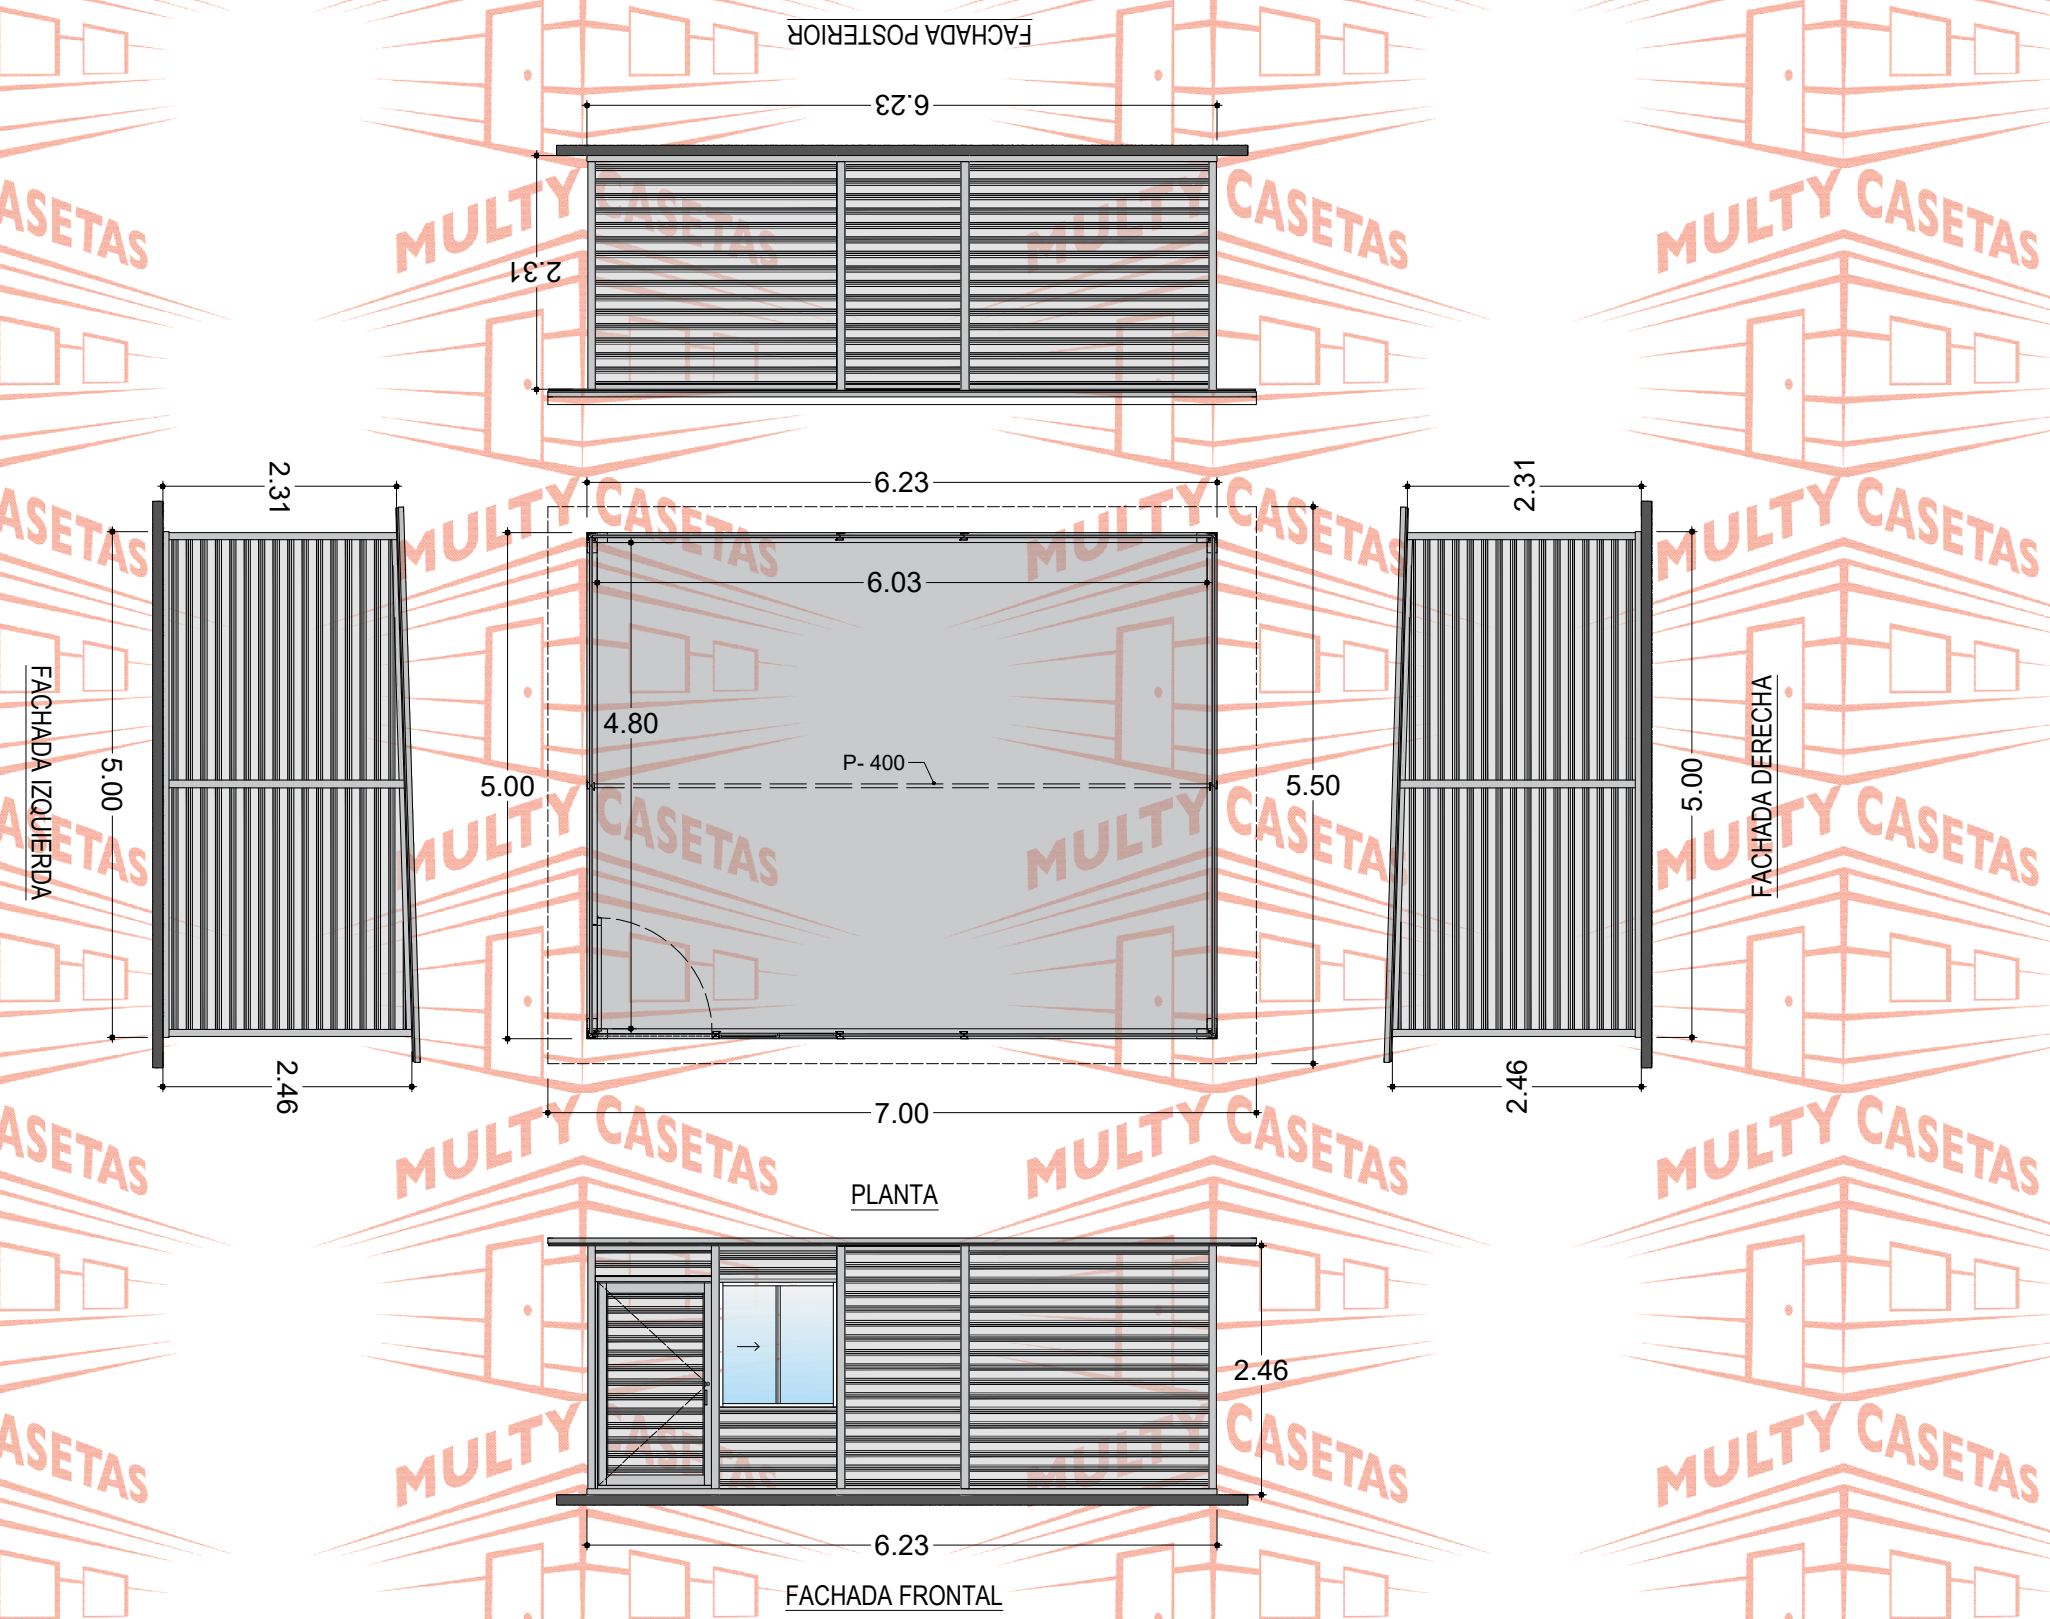 FACHADA POSTERIOR
6.23
2.31
MULTY CASETAS
2.31
6.23
2.31
6.03
FACHADA IZQUIERDA
5.00
5.00
4.80
P- 400
5.50
5.00
FACHADA DERECHA
2.46
7.00
2.46
PLANTA
2.46
6.23
FACHADA FRONTAL